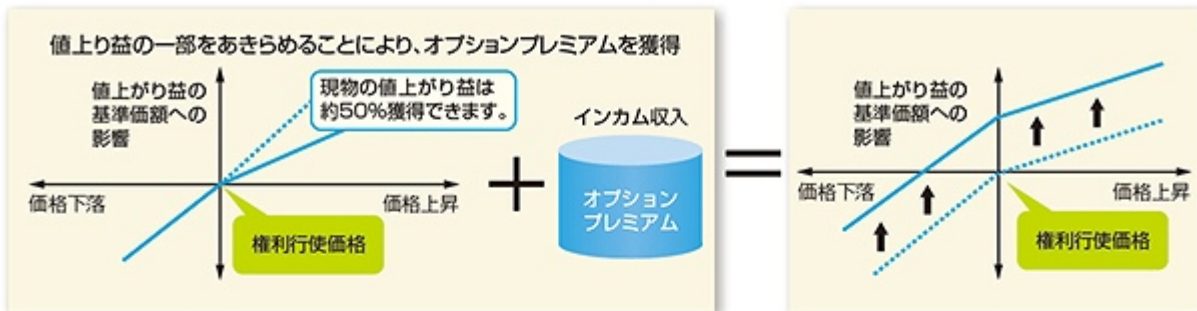 値上り益の一部をあきらめることにより、オプションプレミアムを獲得
値上がり益の
基準価額への
影響
現物の値上がり益は
約50%獲得できます。
価格下落
価格上昇
権利行使価格
+
インカム収入
オプション
プレミアム
=
値上がり益の
基準価額への
影響
価格下落
価格上昇
権利行使価格